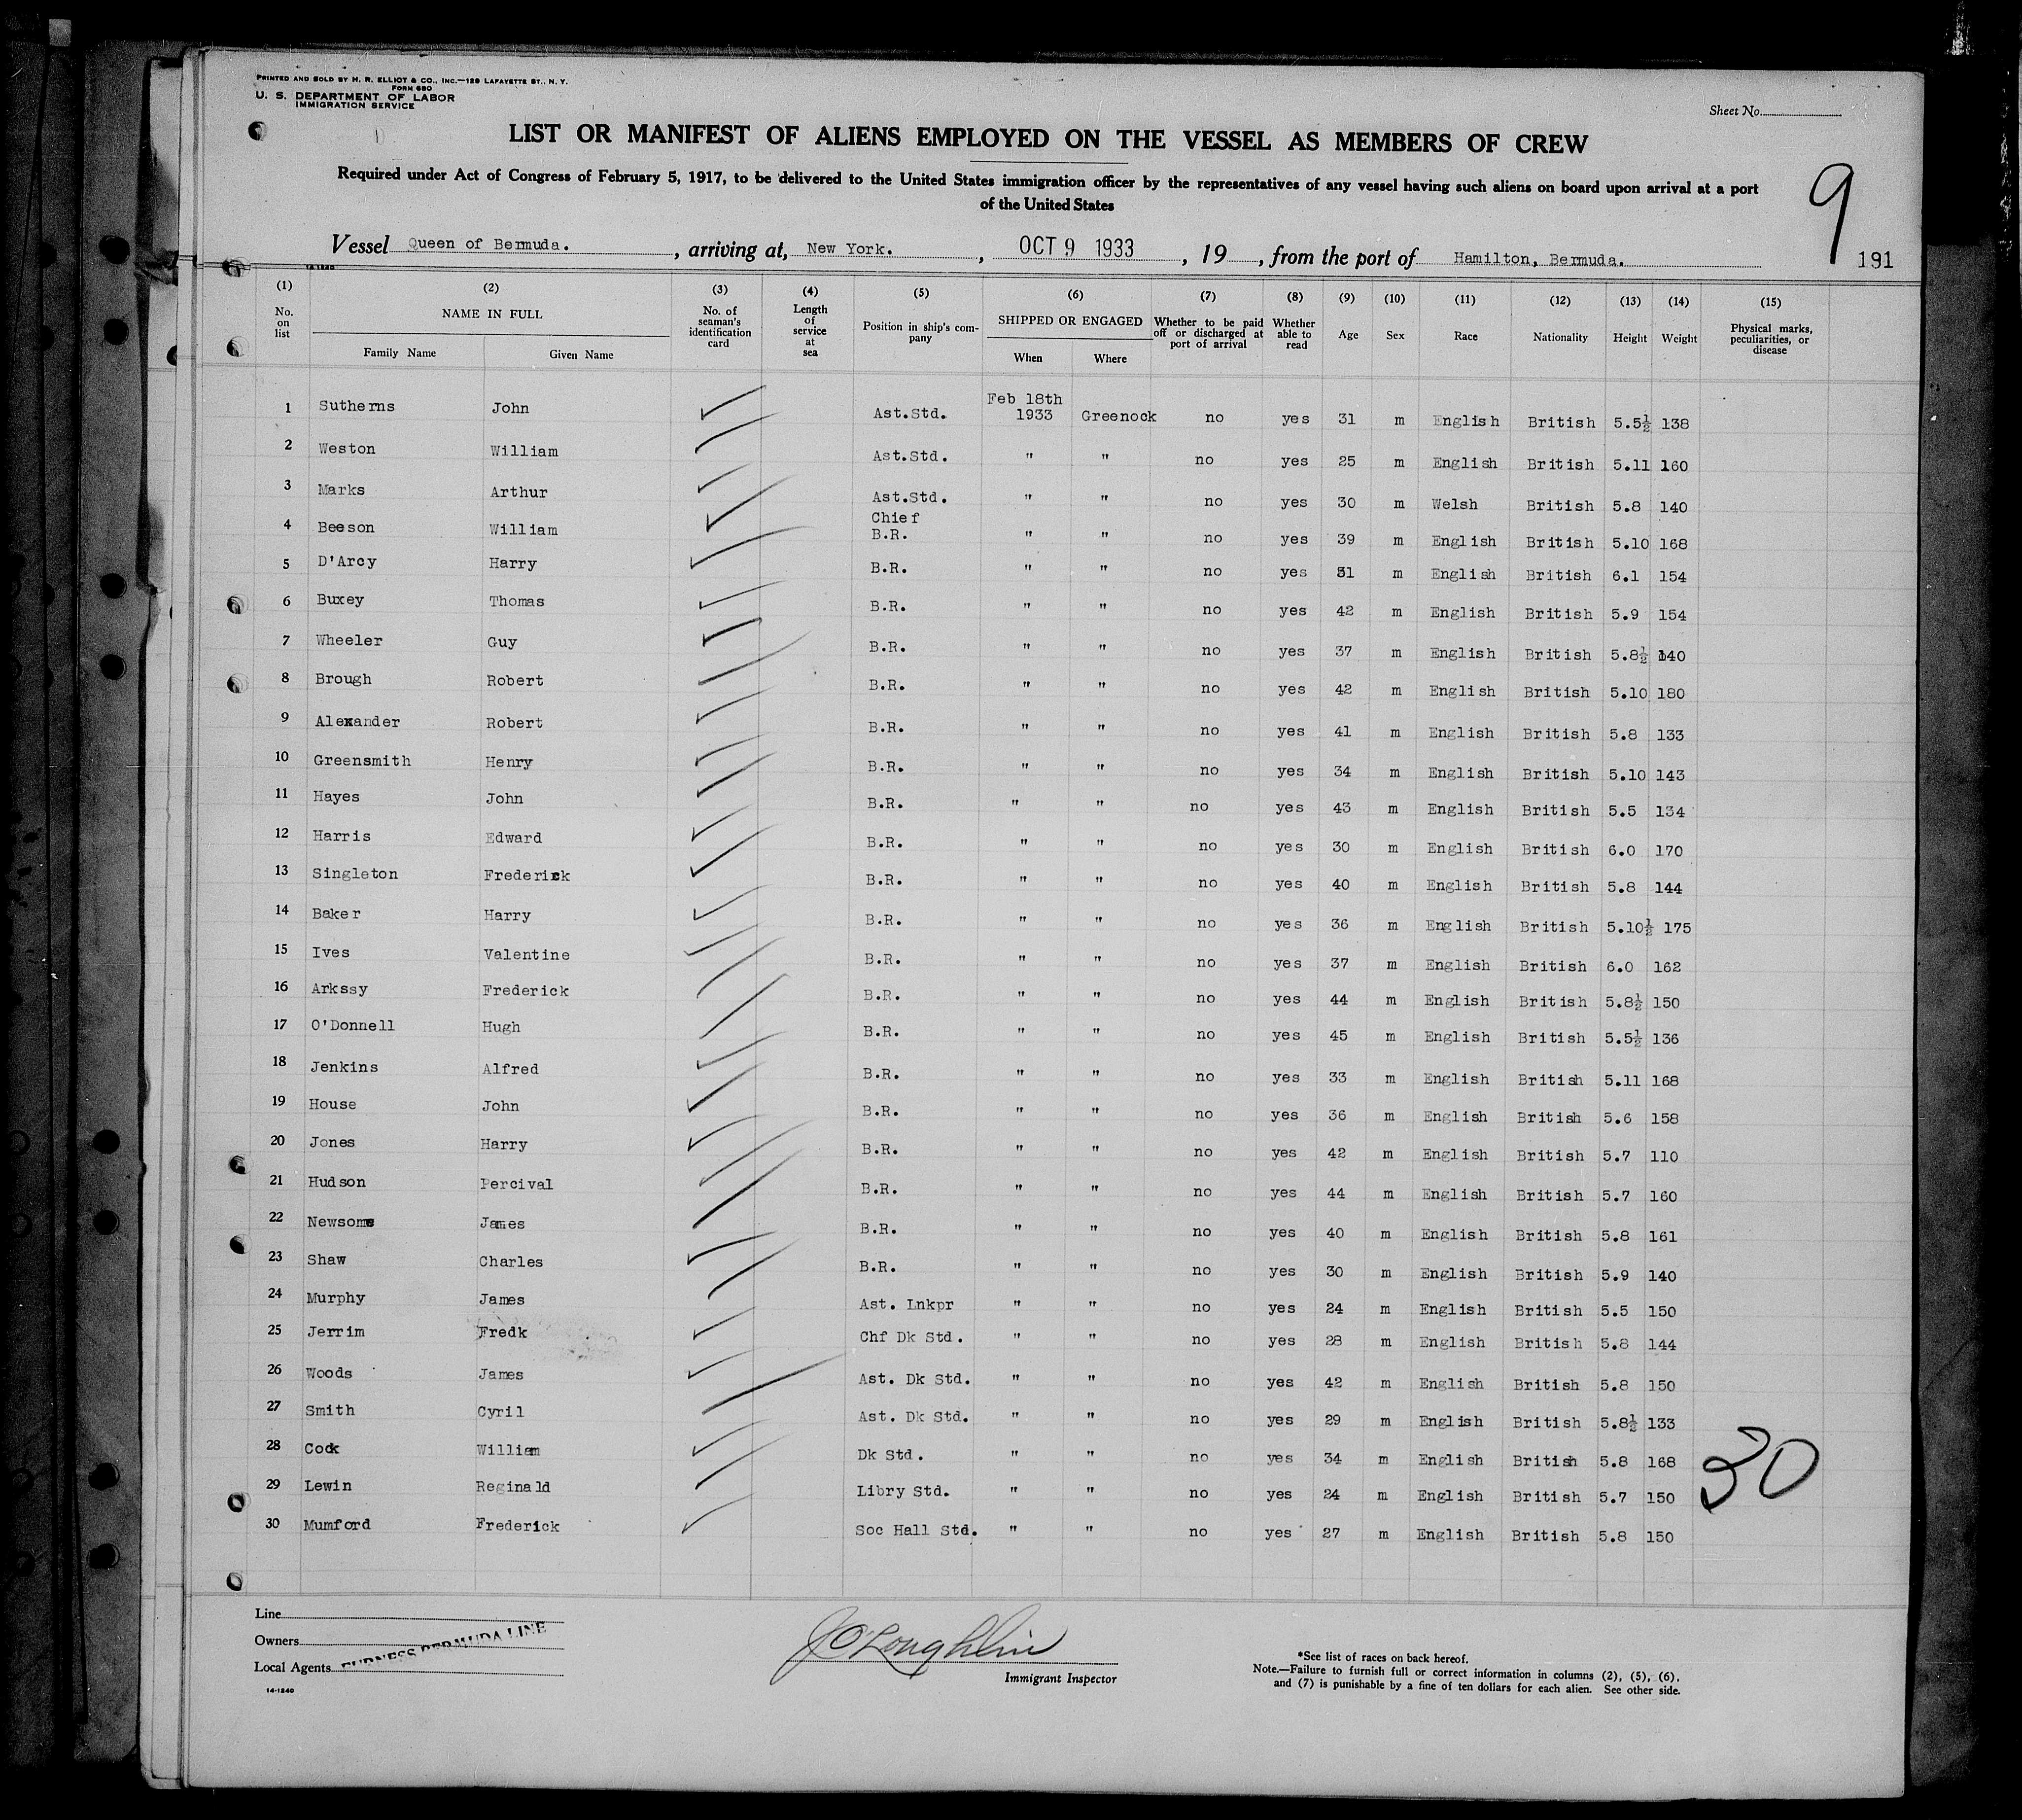 PRINTED AND SOLD BY H. R. ELLIOT & CO., INC.—129 LAFAYETTE ST., N. Y.
FORM 680
U. S. DEPARTMENT OF LABOR
IMMIGRATION SERVICE
Sheet No.
LIST OR MANIFEST OF ALIENS EMPLOYED ON THE VESSEL AS MEMBERS OF CREW
Required under Act of Congress of February 5, 1917, to be delivered to the United States immigration officer by the representatives of any vessel having such aliens on board upon arrival at a port
of the United States
9
Vessel Queen of Bermuda. , arriving at, New York. , OCT 9 1933 , 19 , from the port of Hamilton, Bermuda. 191
14-1240
(1) (2) (3) (4) (5) (6) (7) (8) (9) (10) (11) (12) (13) (14) (15)
No. on list NAME IN FULL Family Name Given Name No. of seaman's identification card Length of service at sea Position in ship's company SHIPPED OR ENGAGED When Where Whether to be paid off or discharged at port of arrival Whether able to read Age Sex Race Nationality Height Weight Physical marks, peculiarities, or disease
1 Sutherns John Ast.Std. Feb 18th 1933 Greenock no yes 31 m English British 5.5½ 138
2 Weston William Ast.Std. " " no yes 25 m English British 5.11 160
3 Marks Arthur Ast.Std. " " no yes 30 m Welsh British 5.8 140
4 Beeson William Chief B.R. " " no yes 39 m English British 5.10 168
5 D'Arcy Harry B.R. " " no yes 31 m English British 6.1 154
6 Buxey Thomas B.R. " " no yes 42 m English British 5.9 154
7 Wheeler Guy B.R. " " no yes 37 m English British 5.8½ 140
8 Brough Robert B.R. " " no yes 42 m English British 5.10 180
9 Alexander Robert B.R. " " no yes 41 m English British 5.8 133
10 Greensmith Henry B.R. " " no yes 34 m English British 5.10 143
11 Hayes John B.R. " " no yes 43 m English British 5.5 134
12 Harris Edward B.R. " " no yes 30 m English British 6.0 170
13 Singleton Frederick B.R. " " no yes 40 m English British 5.8 144
14 Baker Harry B.R. " " no yes 36 m English British 5.10½ 175
15 Ives Valentine B.R. " " no yes 37 m English British 6.0 162
16 Arkssy Frederick B.R. " " no yes 44 m English British 5.8½ 150
17 O'Donnell Hugh B.R. " " no yes 45 m English British 5.5½ 136
18 Jenkins Alfred B.R. " " no yes 33 m English British 5.11 168
19 House John B.R. " " no yes 36 m English British 5.6 158
20 Jones Harry B.R. " " no yes 42 m English British 5.7 110
21 Hudson Percival B.R. " " no yes 44 m English British 5.7 160
22 Newsome James B.R. " " no yes 40 m English British 5.8 161
23 Shaw Charles B.R. " " no yes 30 m English British 5.9 140
24 Murphy James Ast. Lnkpr " " no yes 24 m English British 5.5 150
25 Jerrim Fredk Chf Dk Std. " " no yes 28 m English British 5.8 144
26 Woods James Ast. Dk Std. " " no yes 42 m English British 5.8 150
27 Smith Cyril Ast. Dk Std. " " no yes 29 m English British 5.8½ 133
28 Cock William Dk Std. " " no yes 34 m English British 5.8 168
29 Lewin Reginald Libry Std. " " no yes 24 m English British 5.7 150
30 Mumford Frederick Soc Hall Std. " " no yes 27 m English British 5.8 150
30
Line
Owners
Local Agents FURNESS BERMUDA LINE
14-1240
J O'Loughlin
Immigrant Inspector
*See list of races on back hereof.
Note.—Failure to furnish full or correct information in columns (2), (5), (6),
and (7) is punishable by a fine of ten dollars for each alien. See other side.